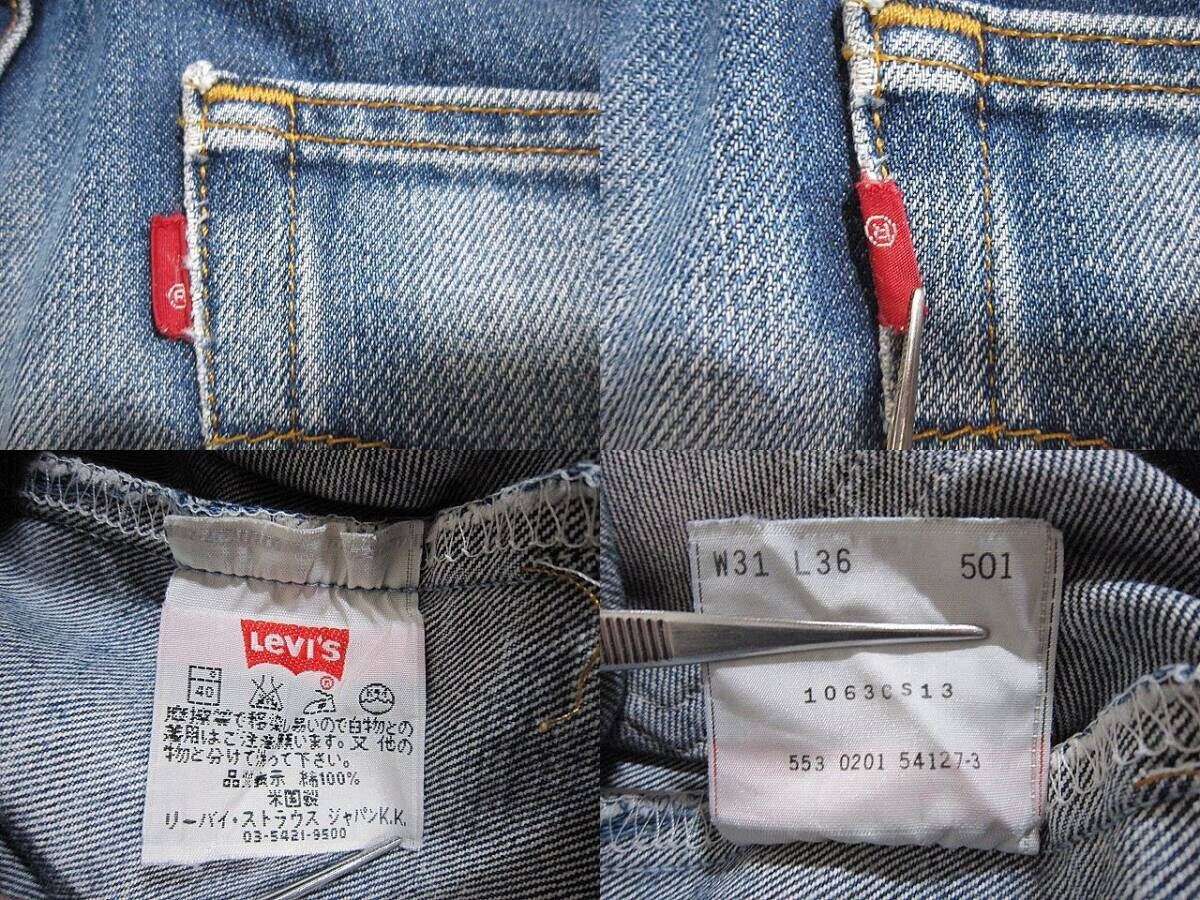 ®
®
Levi's
®
40
摩擦等で移染し易いので白物との
着用はご注意願います。又 他の
物と分けて洗って下さい。
品質表示 綿100%
米国製
リーバイ・ストラウス ジャパンK.K.
03-5421-9500
W31 L36 501
1063CS13
553 0201 54127-3